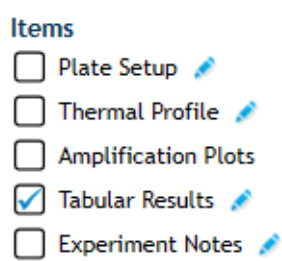 Items
Plate Setup
Thermal Profile
Amplification Plots
Tabular Results
Experiment Notes